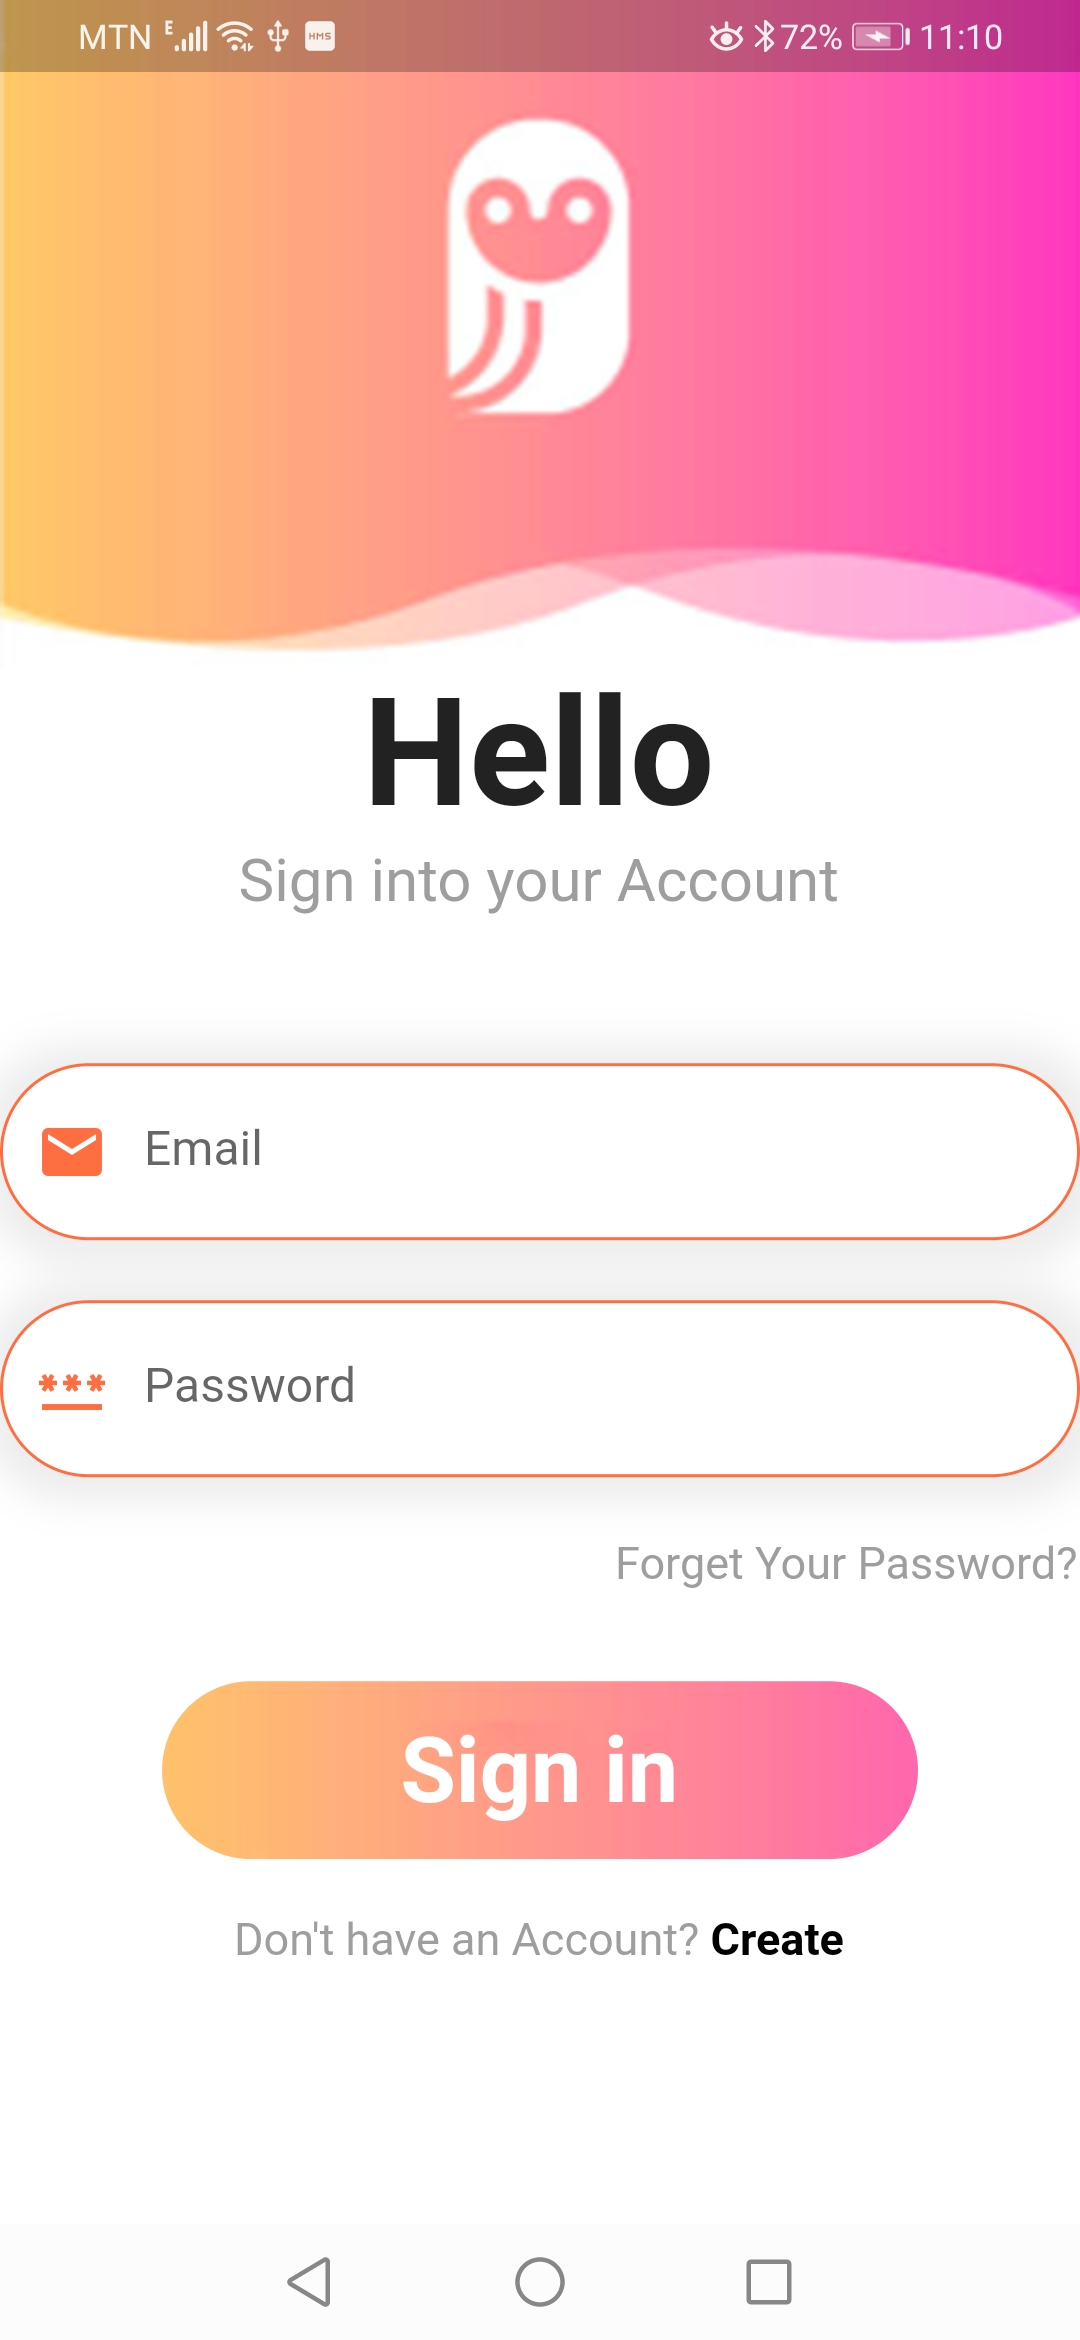 MTN E HMS 72% 11:10
Hello
Sign into your Account
Email
*** Password
Forget Your Password?
Sign in
Don't have an Account? Create